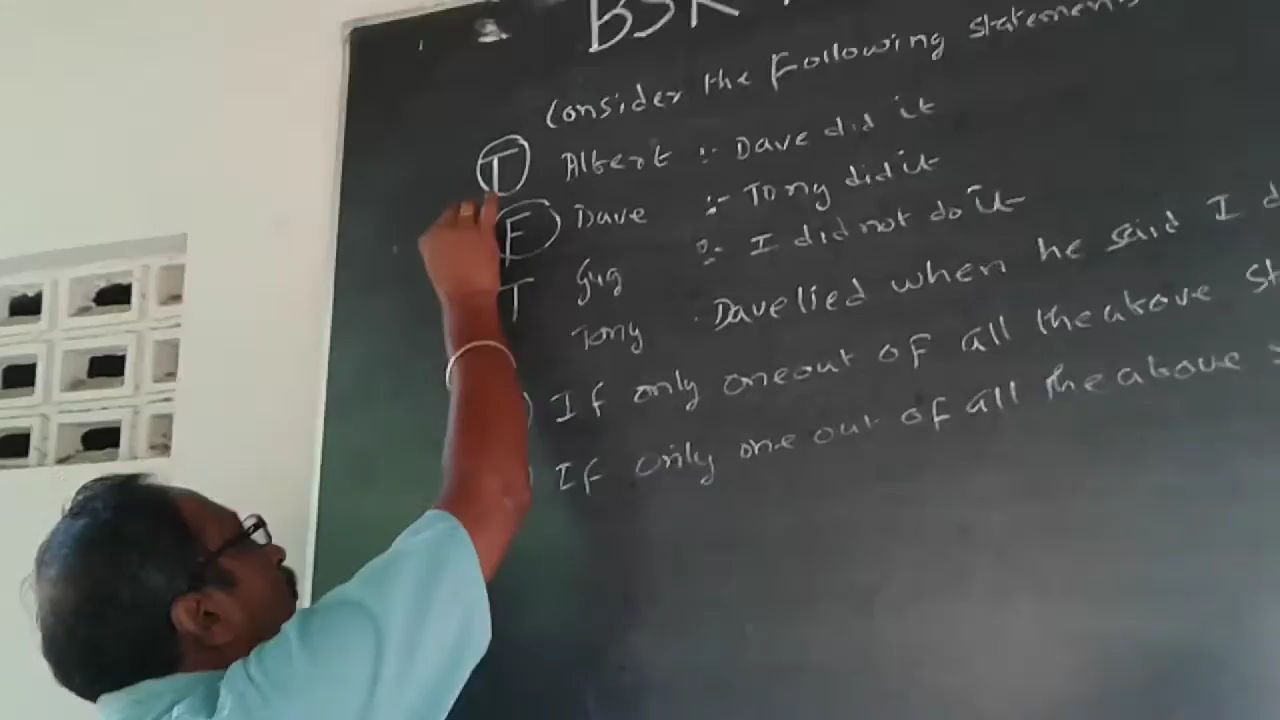 BSR
Consider the Following statements
T Albert :- Dave did it
F Dave :- Tony did it
T Gug :- I did not do it
Tony Dave lied when he said I d
) If only one out of all the above st
) If only one out of all the above